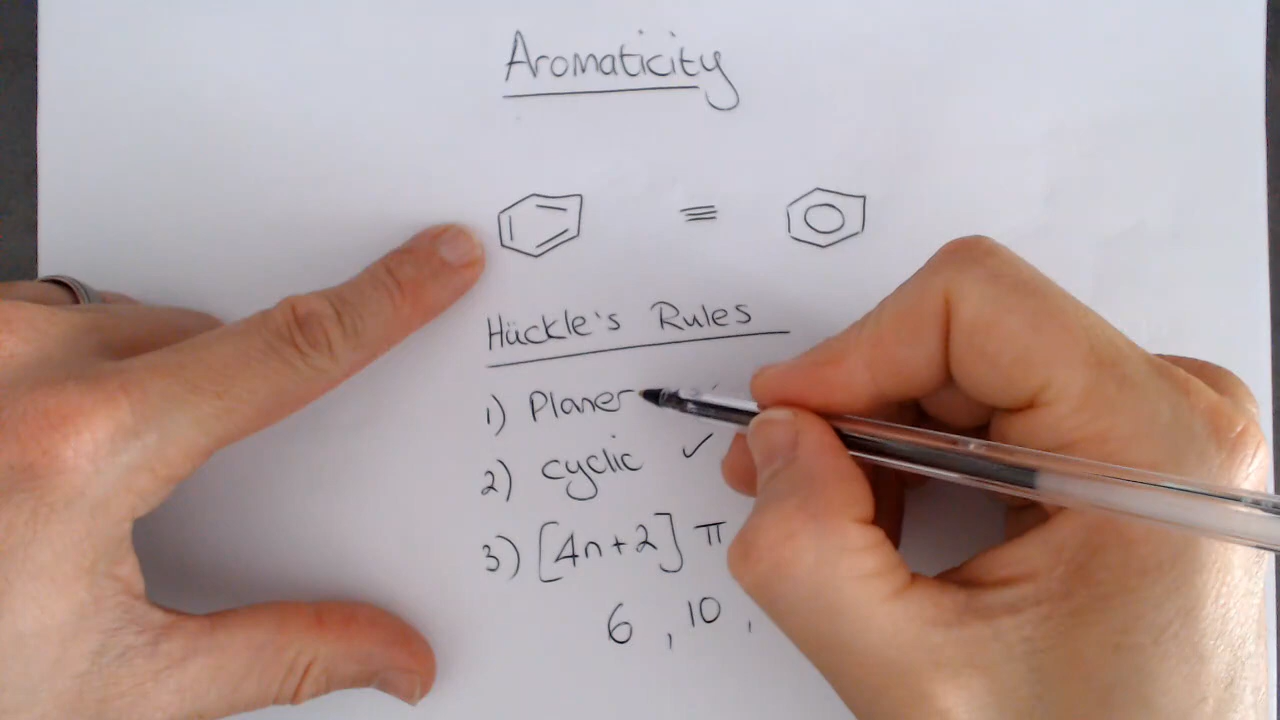 Aromaticity
≡
Hückle's Rules
1) Planer
2) cyclic ✓
3) [4n+2] π
6, 10,